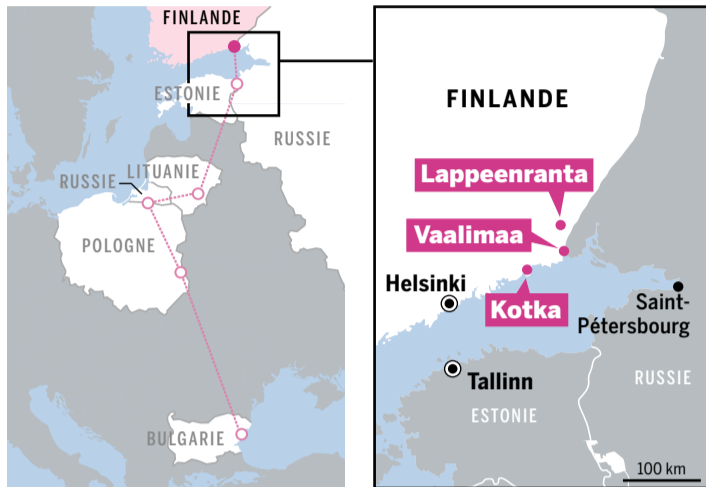 FINLANDE
ESTONIE
RUSSIE
LITUANIE
RUSSIE
POLOGNE
BULGARIE
FINLANDE
Lappeenranta
Vaalimaa
Helsinki
Kotka
Saint-
Pétersbourg
Tallinn
RUSSIE
ESTONIE
100 km